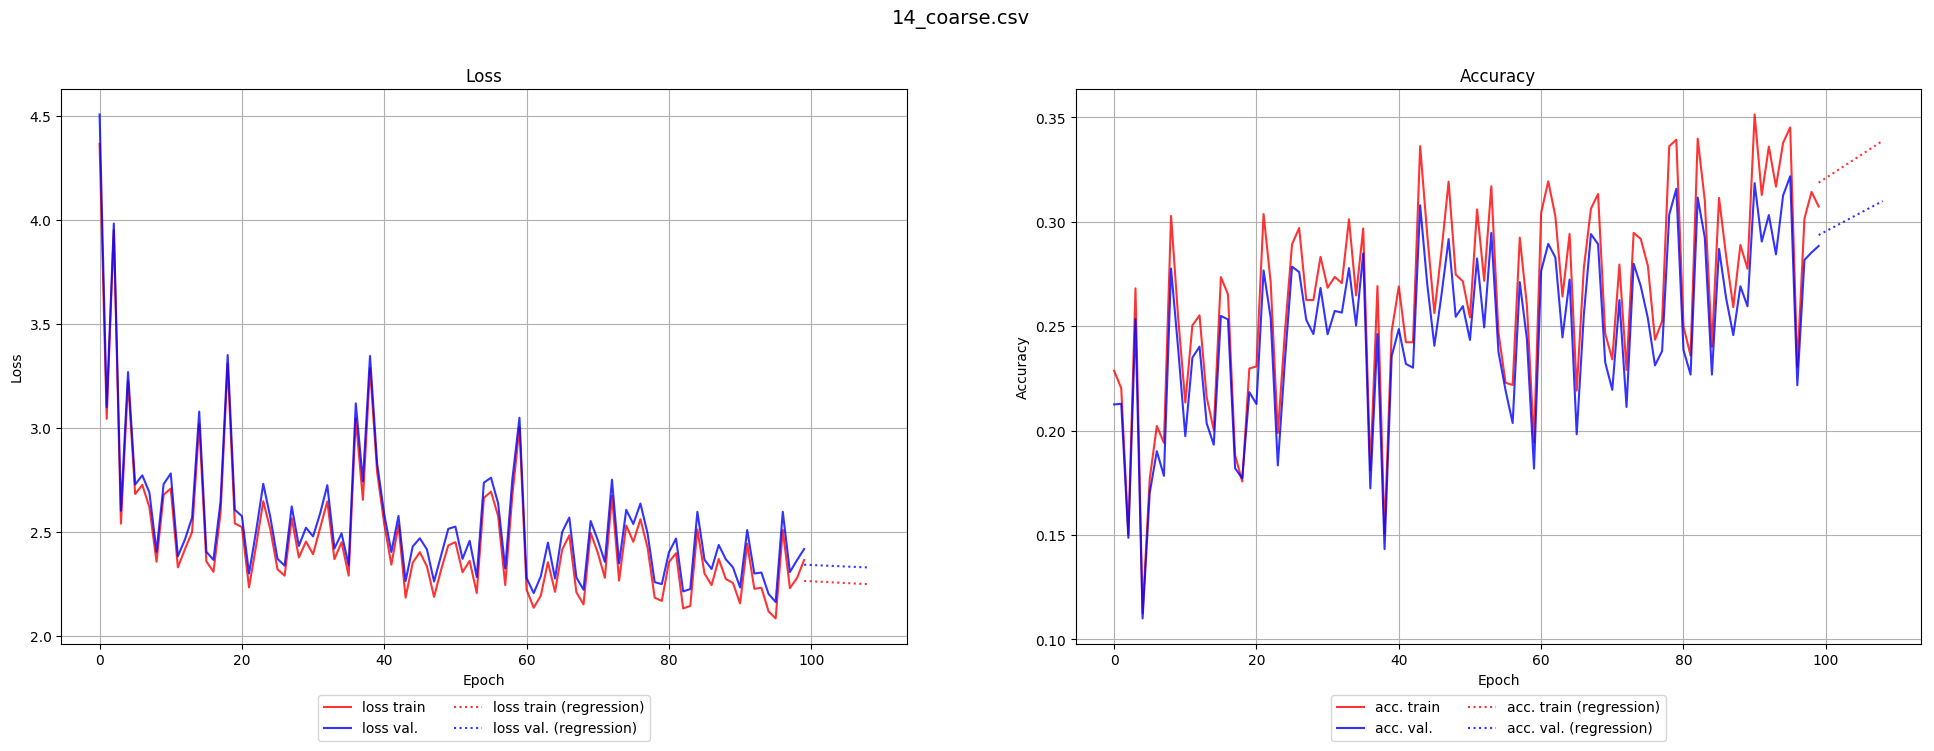 14_coarse.csv
Loss
4.5
4.0
3.5
3.0
2.5
2.0
Loss
0 20 40 60 80 100
Epoch
loss train loss train (regression)
loss val. loss val. (regression)
Accuracy
0.35
0.30
0.25
0.20
0.15
0.10
Accuracy
0 20 40 60 80 100
Epoch
acc. train acc. train (regression)
acc. val. acc. val. (regression)